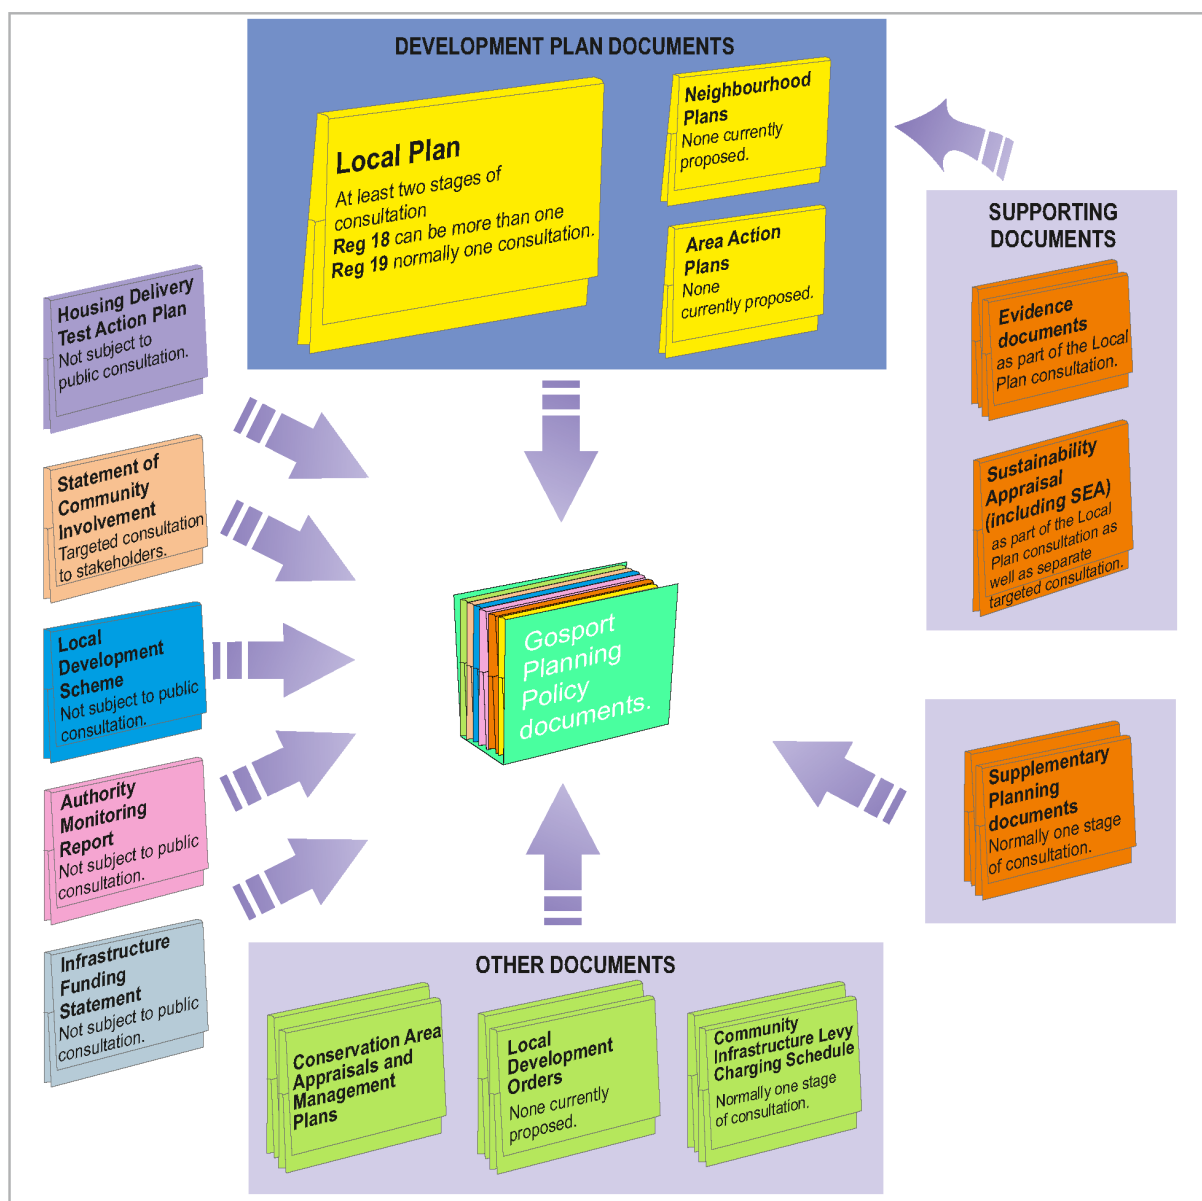 DEVELOPMENT PLAN DOCUMENTS
Local Plan
At least two stages of
consultation
Reg 18 can be more than one
Reg 19 normally one consultation.
Neighbourhood
Plans
None currently
proposed.
Area Action
Plans
None
currently proposed.
SUPPORTING
DOCUMENTS
Evidence
documents
as part of the Local
Plan consultation.
Sustainability
Appraisal
(including SEA)
as part of the Local
Plan consultation as
well as separate
targeted consultation.
Housing Delivery
Test Action Plan
Not subject to
public consultation.
Statement of
Community
Involvement
Targeted consultation
to stakeholders.
Local
Development
Scheme
Not subject to public
consultation.
Authority
Monitoring
Report
Not subject to public
consultation.
Infrastructure
Funding
Statement
Not subject to public
consultation.
Gosport
Planning
Policy
documents.
Supplementary
Planning
documents
Normally one stage
of consultation.
OTHER DOCUMENTS
Conservation Area
Appraisals and
Management
Plans
Local
Development
Orders
None currently
proposed.
Community
Infrastructure Levy
Charging Schedule
Normally one stage
of consultation.